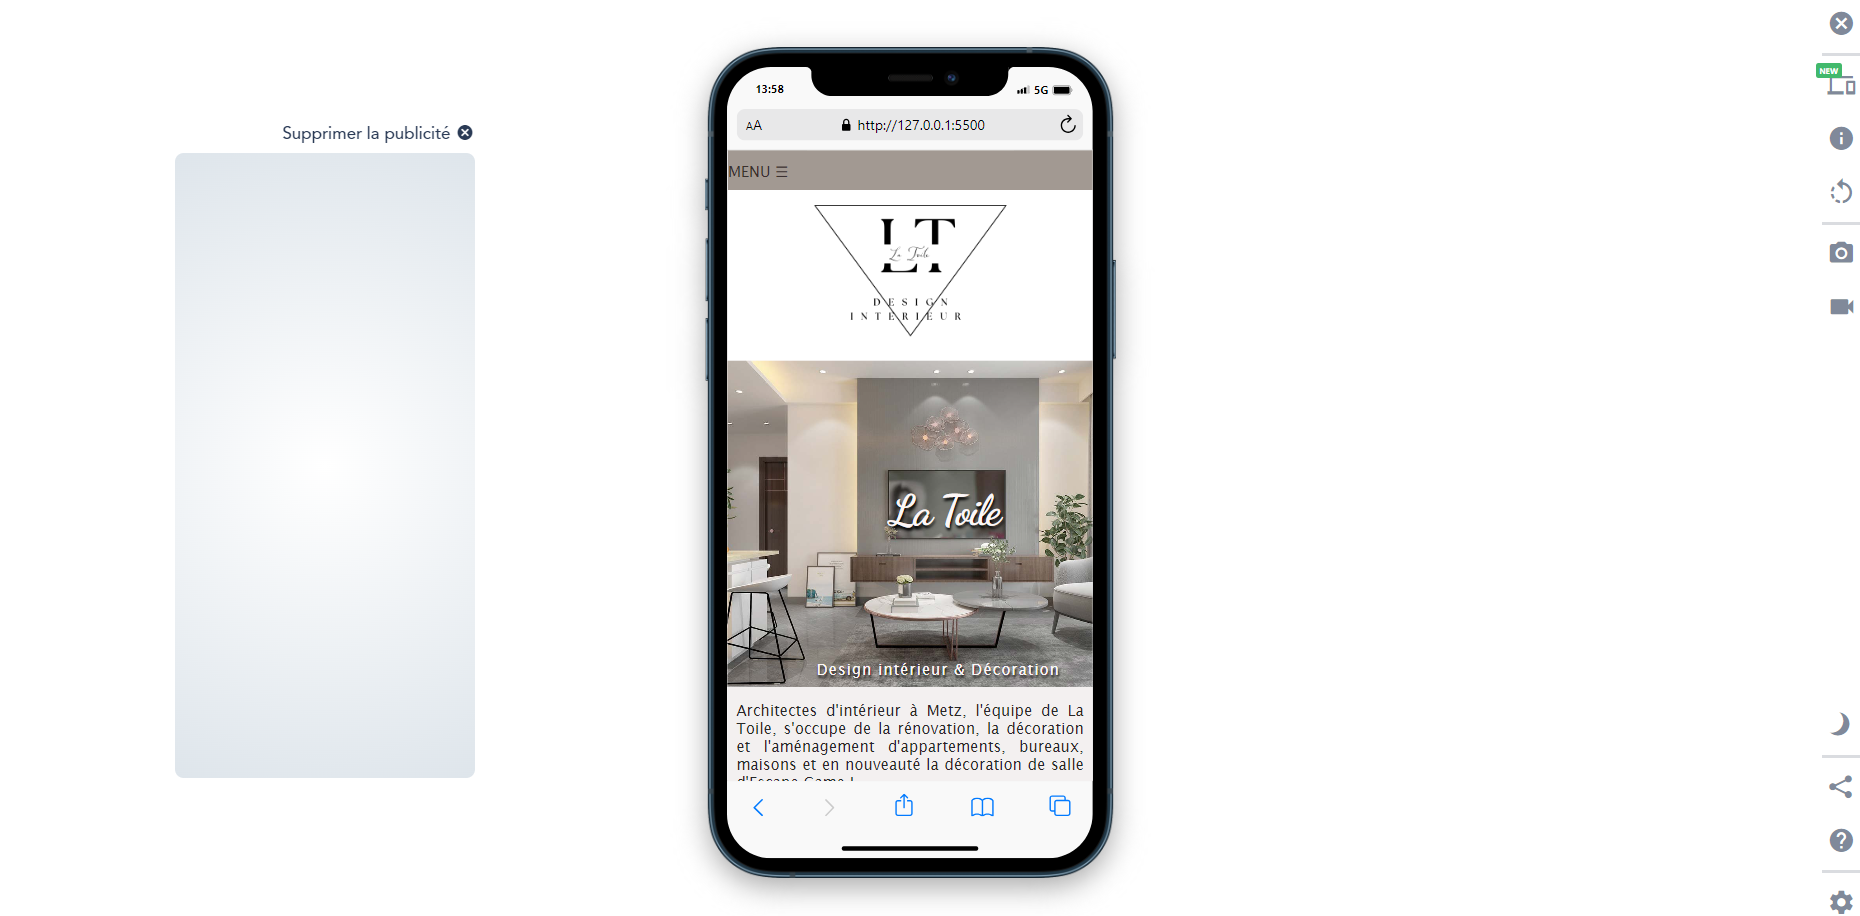 Supprimer la publicité
NEW
13:58
5G
AA
http://127.0.0.1:5500
MENU ☰
LT
La Toile
DESIGN
INTERIEUR
La Toile
Design intérieur & Décoration
Architectes d'intérieur à Metz, l'équipe de La
Toile, s'occupe de la rénovation, la décoration
et l'aménagement d'appartements, bureaux,
maisons et en nouveauté la décoration de salle
d'Escape Game !